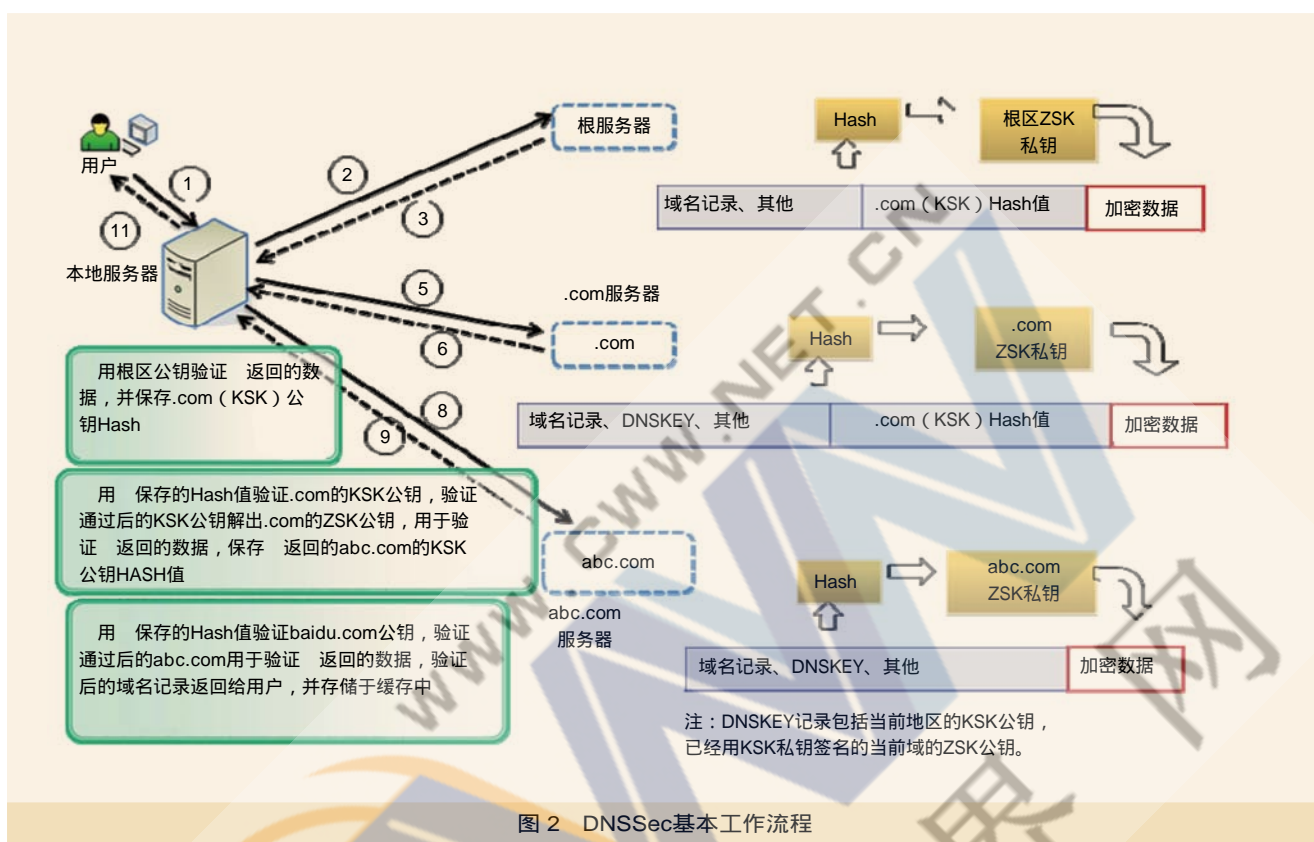 用户
1
11
本地服务器
2
3
根服务器
5
6
.com服务器
.com
8
9
abc.com
abc.com
服务器
用根区公钥验证 返回的数
据，并保存.com（KSK）公
钥Hash
用 保存的Hash值验证.com的KSK公钥，验证
通过后的KSK公钥解出.com的ZSK公钥，用于验
证 返回的数据，保存 返回的abc.com的KSK
公钥HASH值
用 保存的Hash值验证baidu.com公钥，验证
通过后的abc.com用于验证 返回的数据，验证
后的域名记录返回给用户，并存储于缓存中
Hash
根区ZSK
私钥
域名记录、其他 .com（KSK）Hash值 加密数据
Hash
.com
ZSK私钥
域名记录、DNSKEY、其他 .com（KSK）Hash值 加密数据
Hash
abc.com
ZSK私钥
域名记录、DNSKEY、其他 加密数据
注：DNSKEY记录包括当前地区的KSK公钥，
已经用KSK私钥签名的当前域的ZSK公钥。
图 2 DNSSec基本工作流程
WWW.CWW.NET.CN
界网